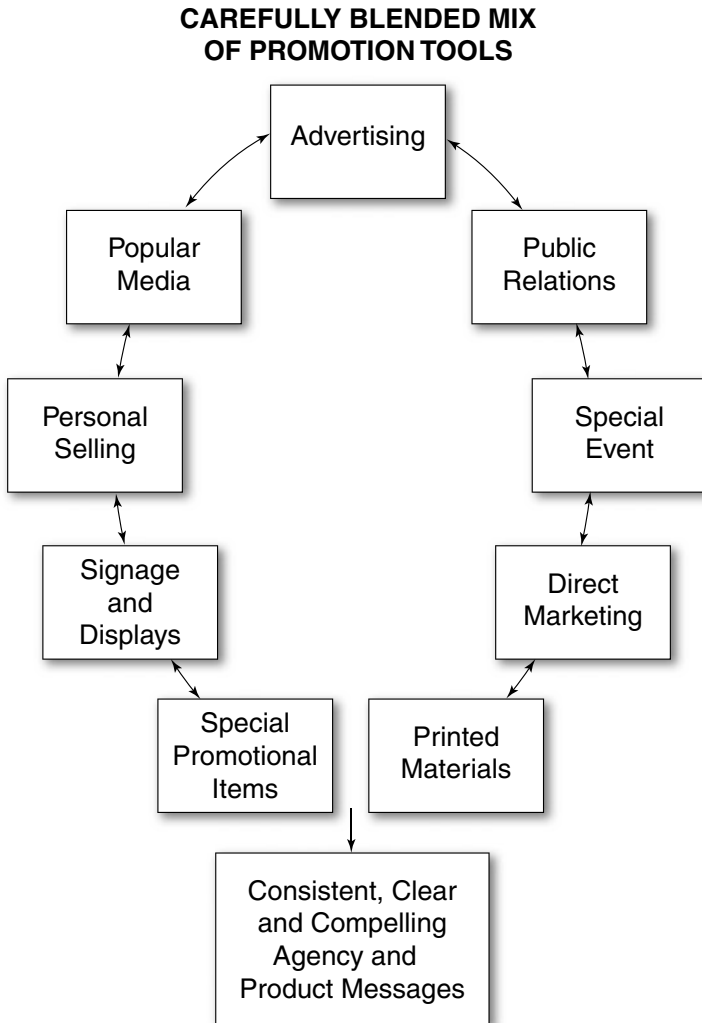 CAREFULLY BLENDED MIX
OF PROMOTION TOOLS
Advertising
Popular
Media
Public
Relations
Personal
Selling
Special
Event
Signage
and
Displays
Direct
Marketing
Special
Promotional
Items
Printed
Materials
Consistent, Clear
and Compelling
Agency and
Product Messages